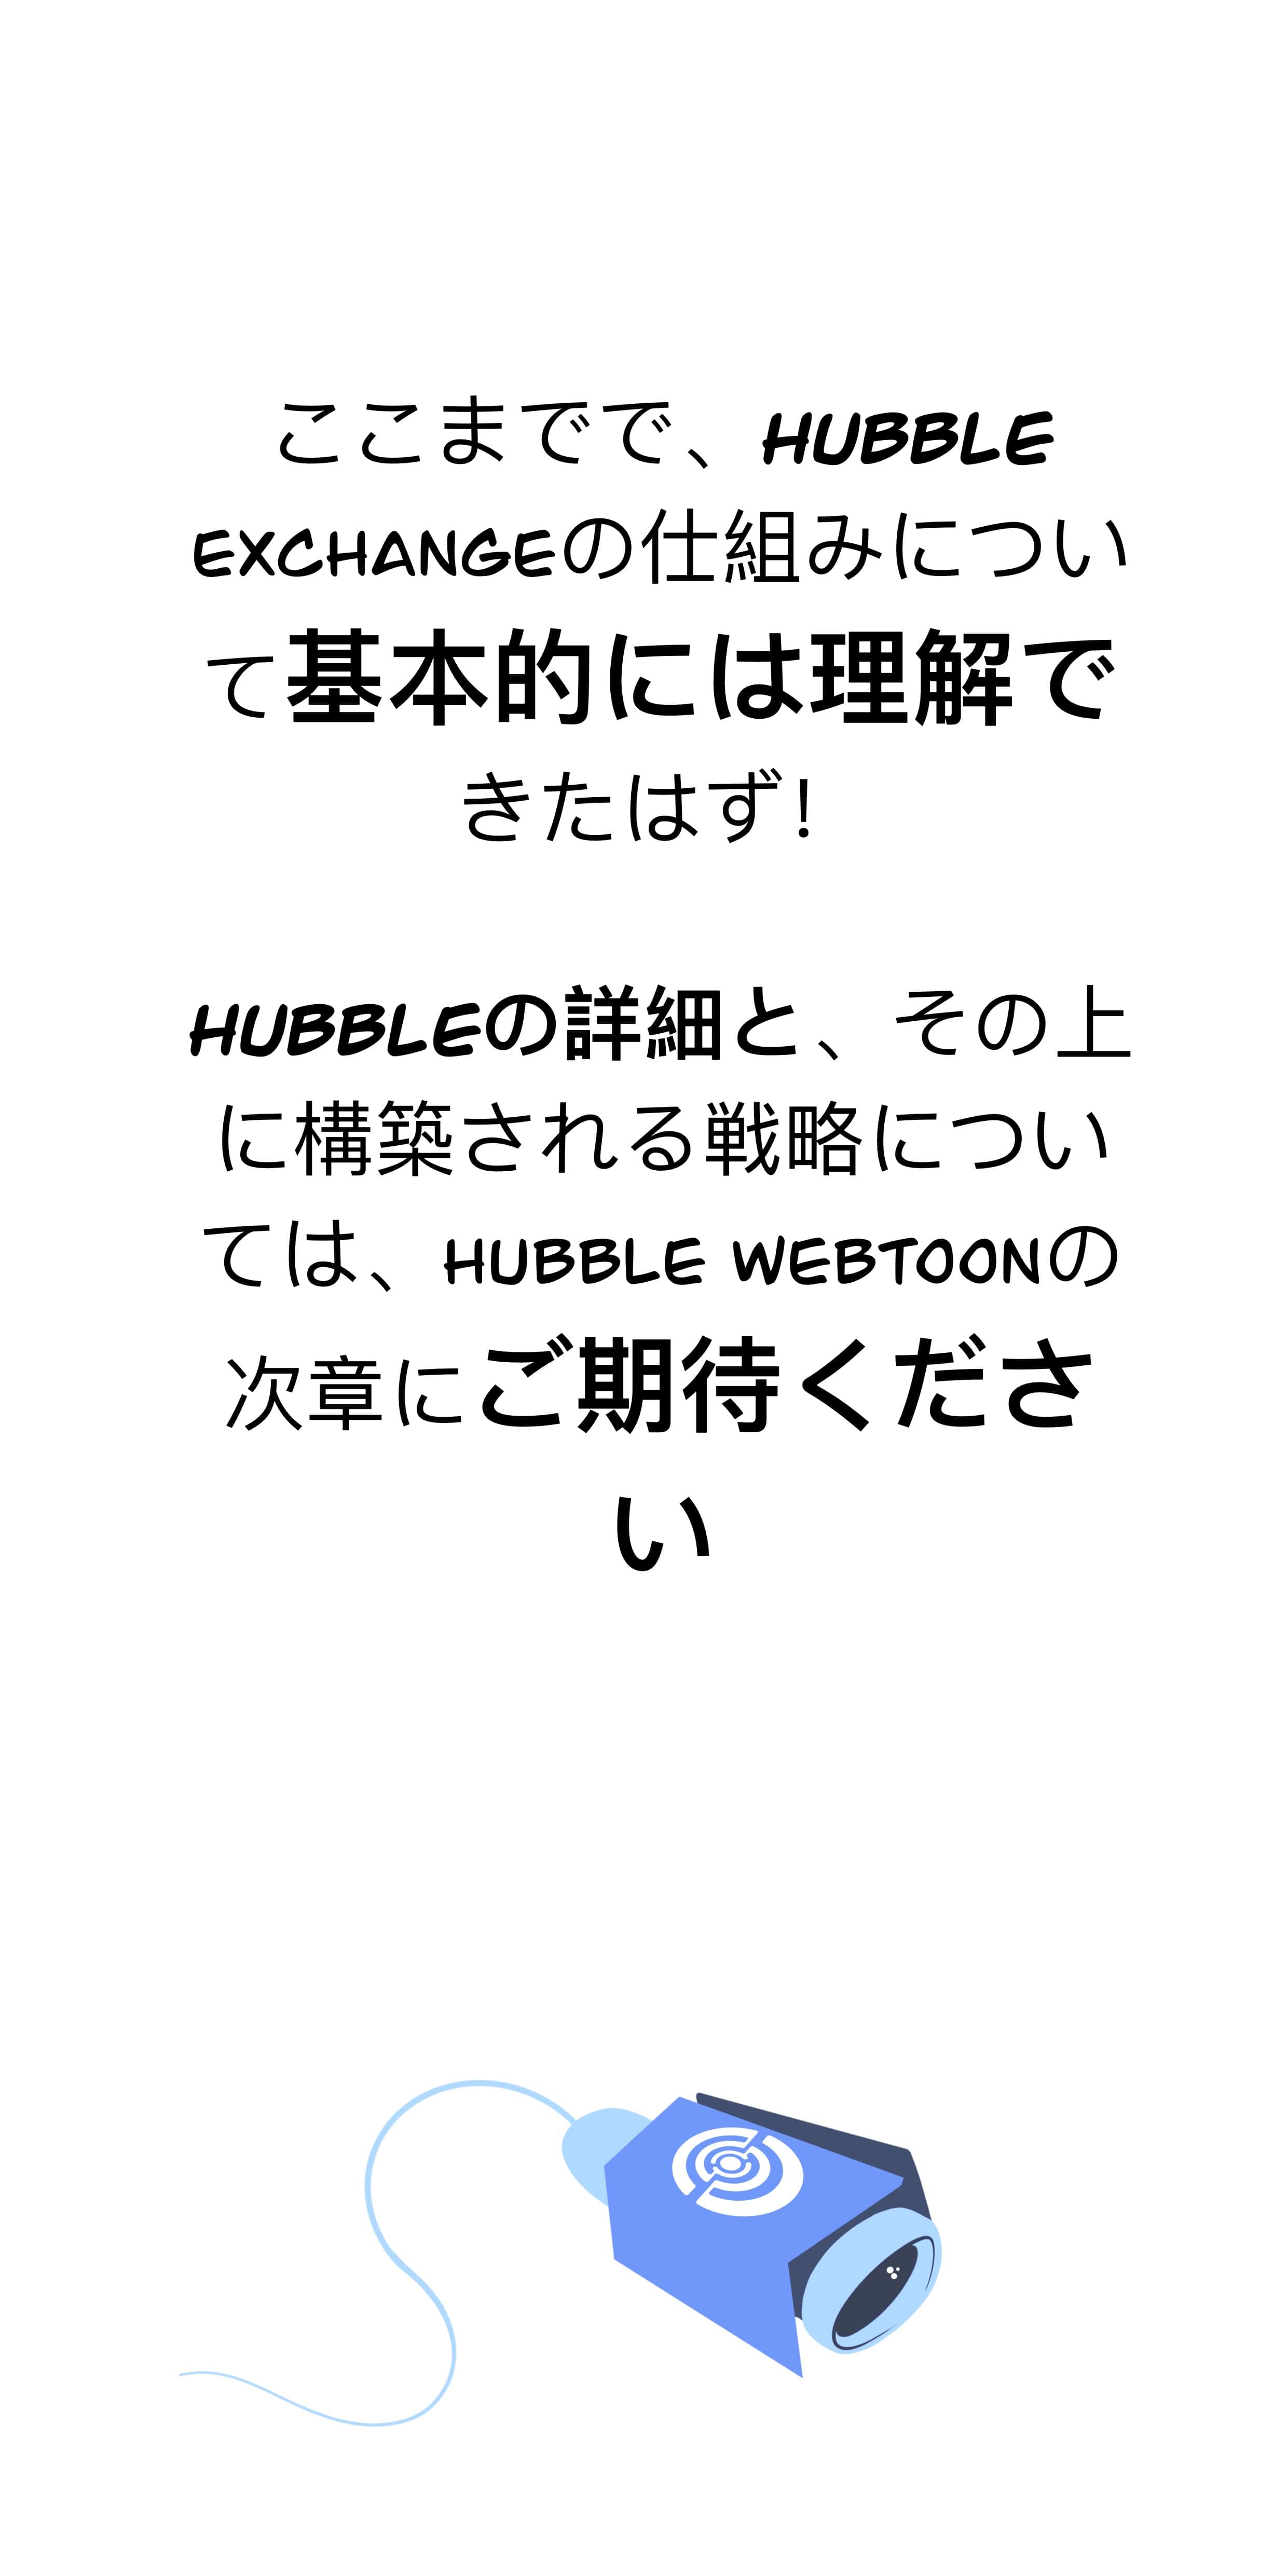 ここまでで、HUBBLE
EXCHANGEの仕組みについ
て基本的には理解で
きたはず!
HUBBLEの詳細と、その上
に構築される戦略につい
ては、HUBBLE WEBTOONの
次章にご期待くださ
い